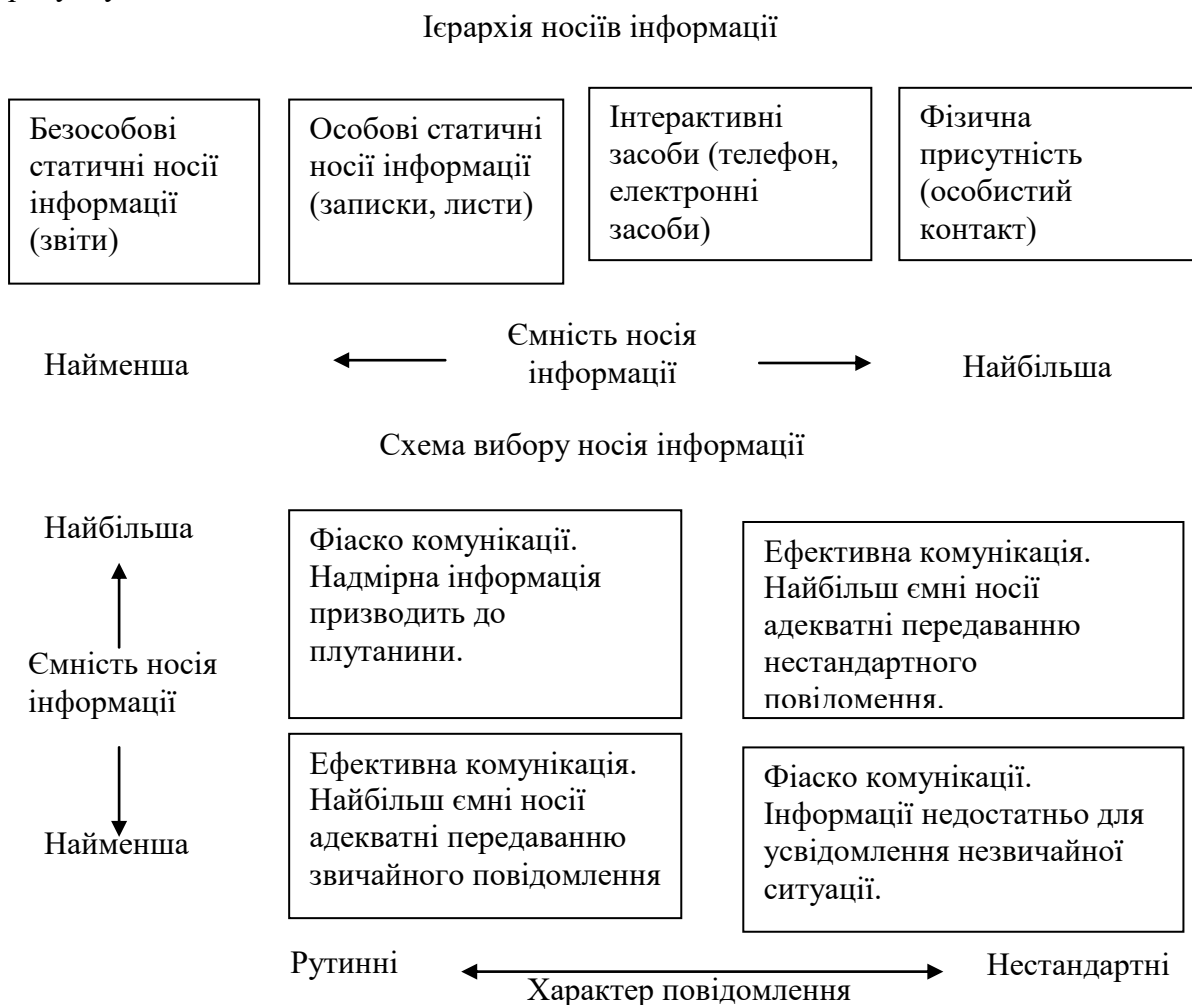 Ієрархія носіїв інформації
Безособові
статичні носії
інформації
(звіти)
Особові статичні
носії інформації
(записки, листи)
Інтерактивні
засоби (телефон,
електронні
засоби)
Фізична
присутність
(особистий
контакт)
Найменша
Ємність носія
інформації
Найбільша
Схема вибору носія інформації
Найбільша
Ємність носія
інформації
Найменша
Фіаско комунікації.
Надмірна інформація
призводить до
плутанини.
Ефективна комунікація.
Найбільш ємні носії
адекватні передаванню
нестандартного
повідомення.
Ефективна комунікація.
Найбільш ємні носії
адекватні передаванню
звичайного повідомлення
Фіаско комунікації.
Інформації недостатньо для
усвідомлення незвичайної
ситуації.
Рутинні
Характер повідомлення
Нестандартні